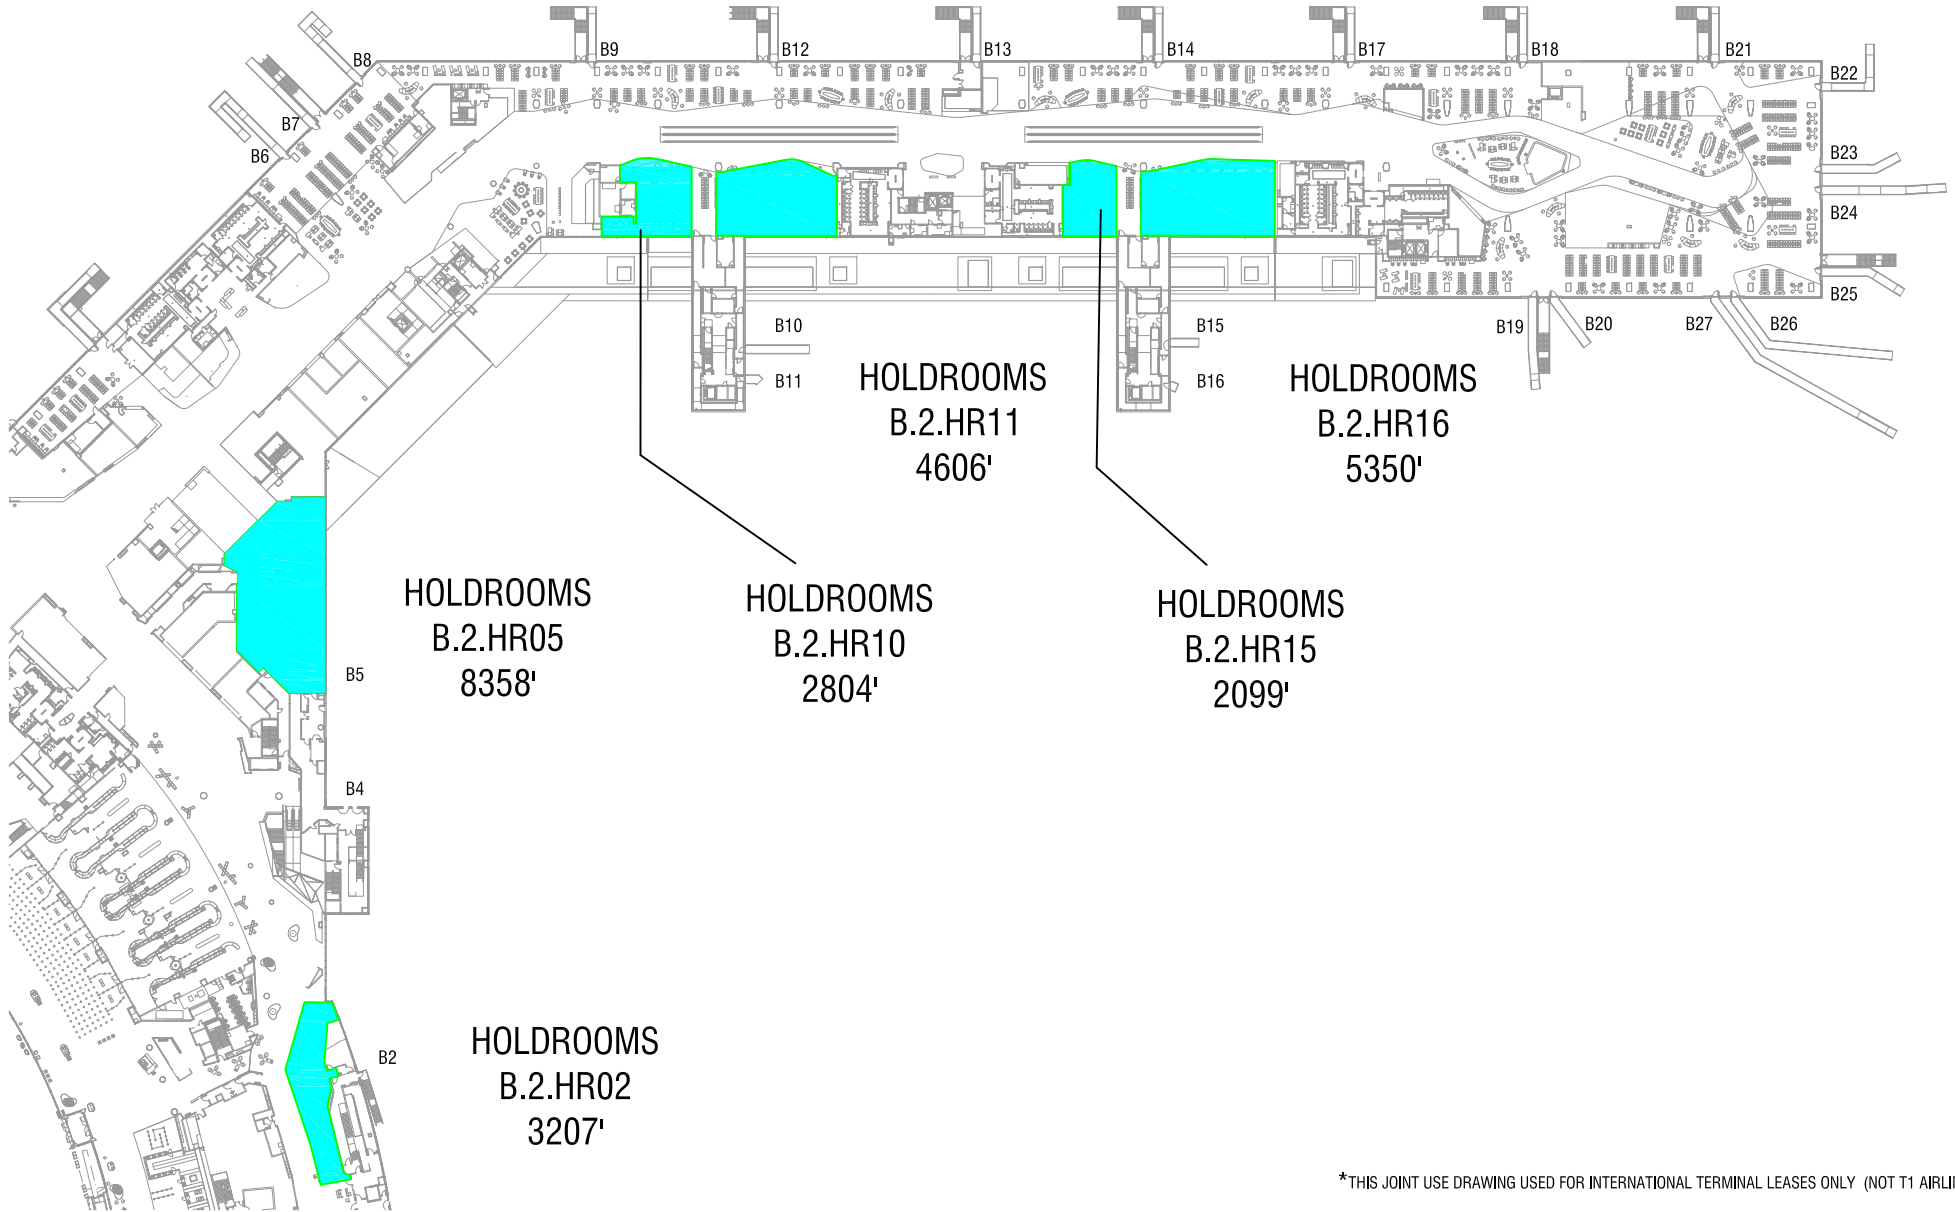 B9
B12
B13
B14
B17
B18
B21
B8
B22
B7
B6
B23
B24
B25
B10
B15
B19
B20
B27
B26
B11
B16
HOLDROOMS
B.2.HR11
4606'
HOLDROOMS
B.2.HR16
5350'
HOLDROOMS
B.2.HR05
8358'
HOLDROOMS
B.2.HR10
2804'
HOLDROOMS
B.2.HR15
2099'
B5
B4
HOLDROOMS
B.2.HR02
3207'
B2
*THIS JOINT USE DRAWING USED FOR INTERNATIONAL TERMINAL LEASES ONLY (NOT T1